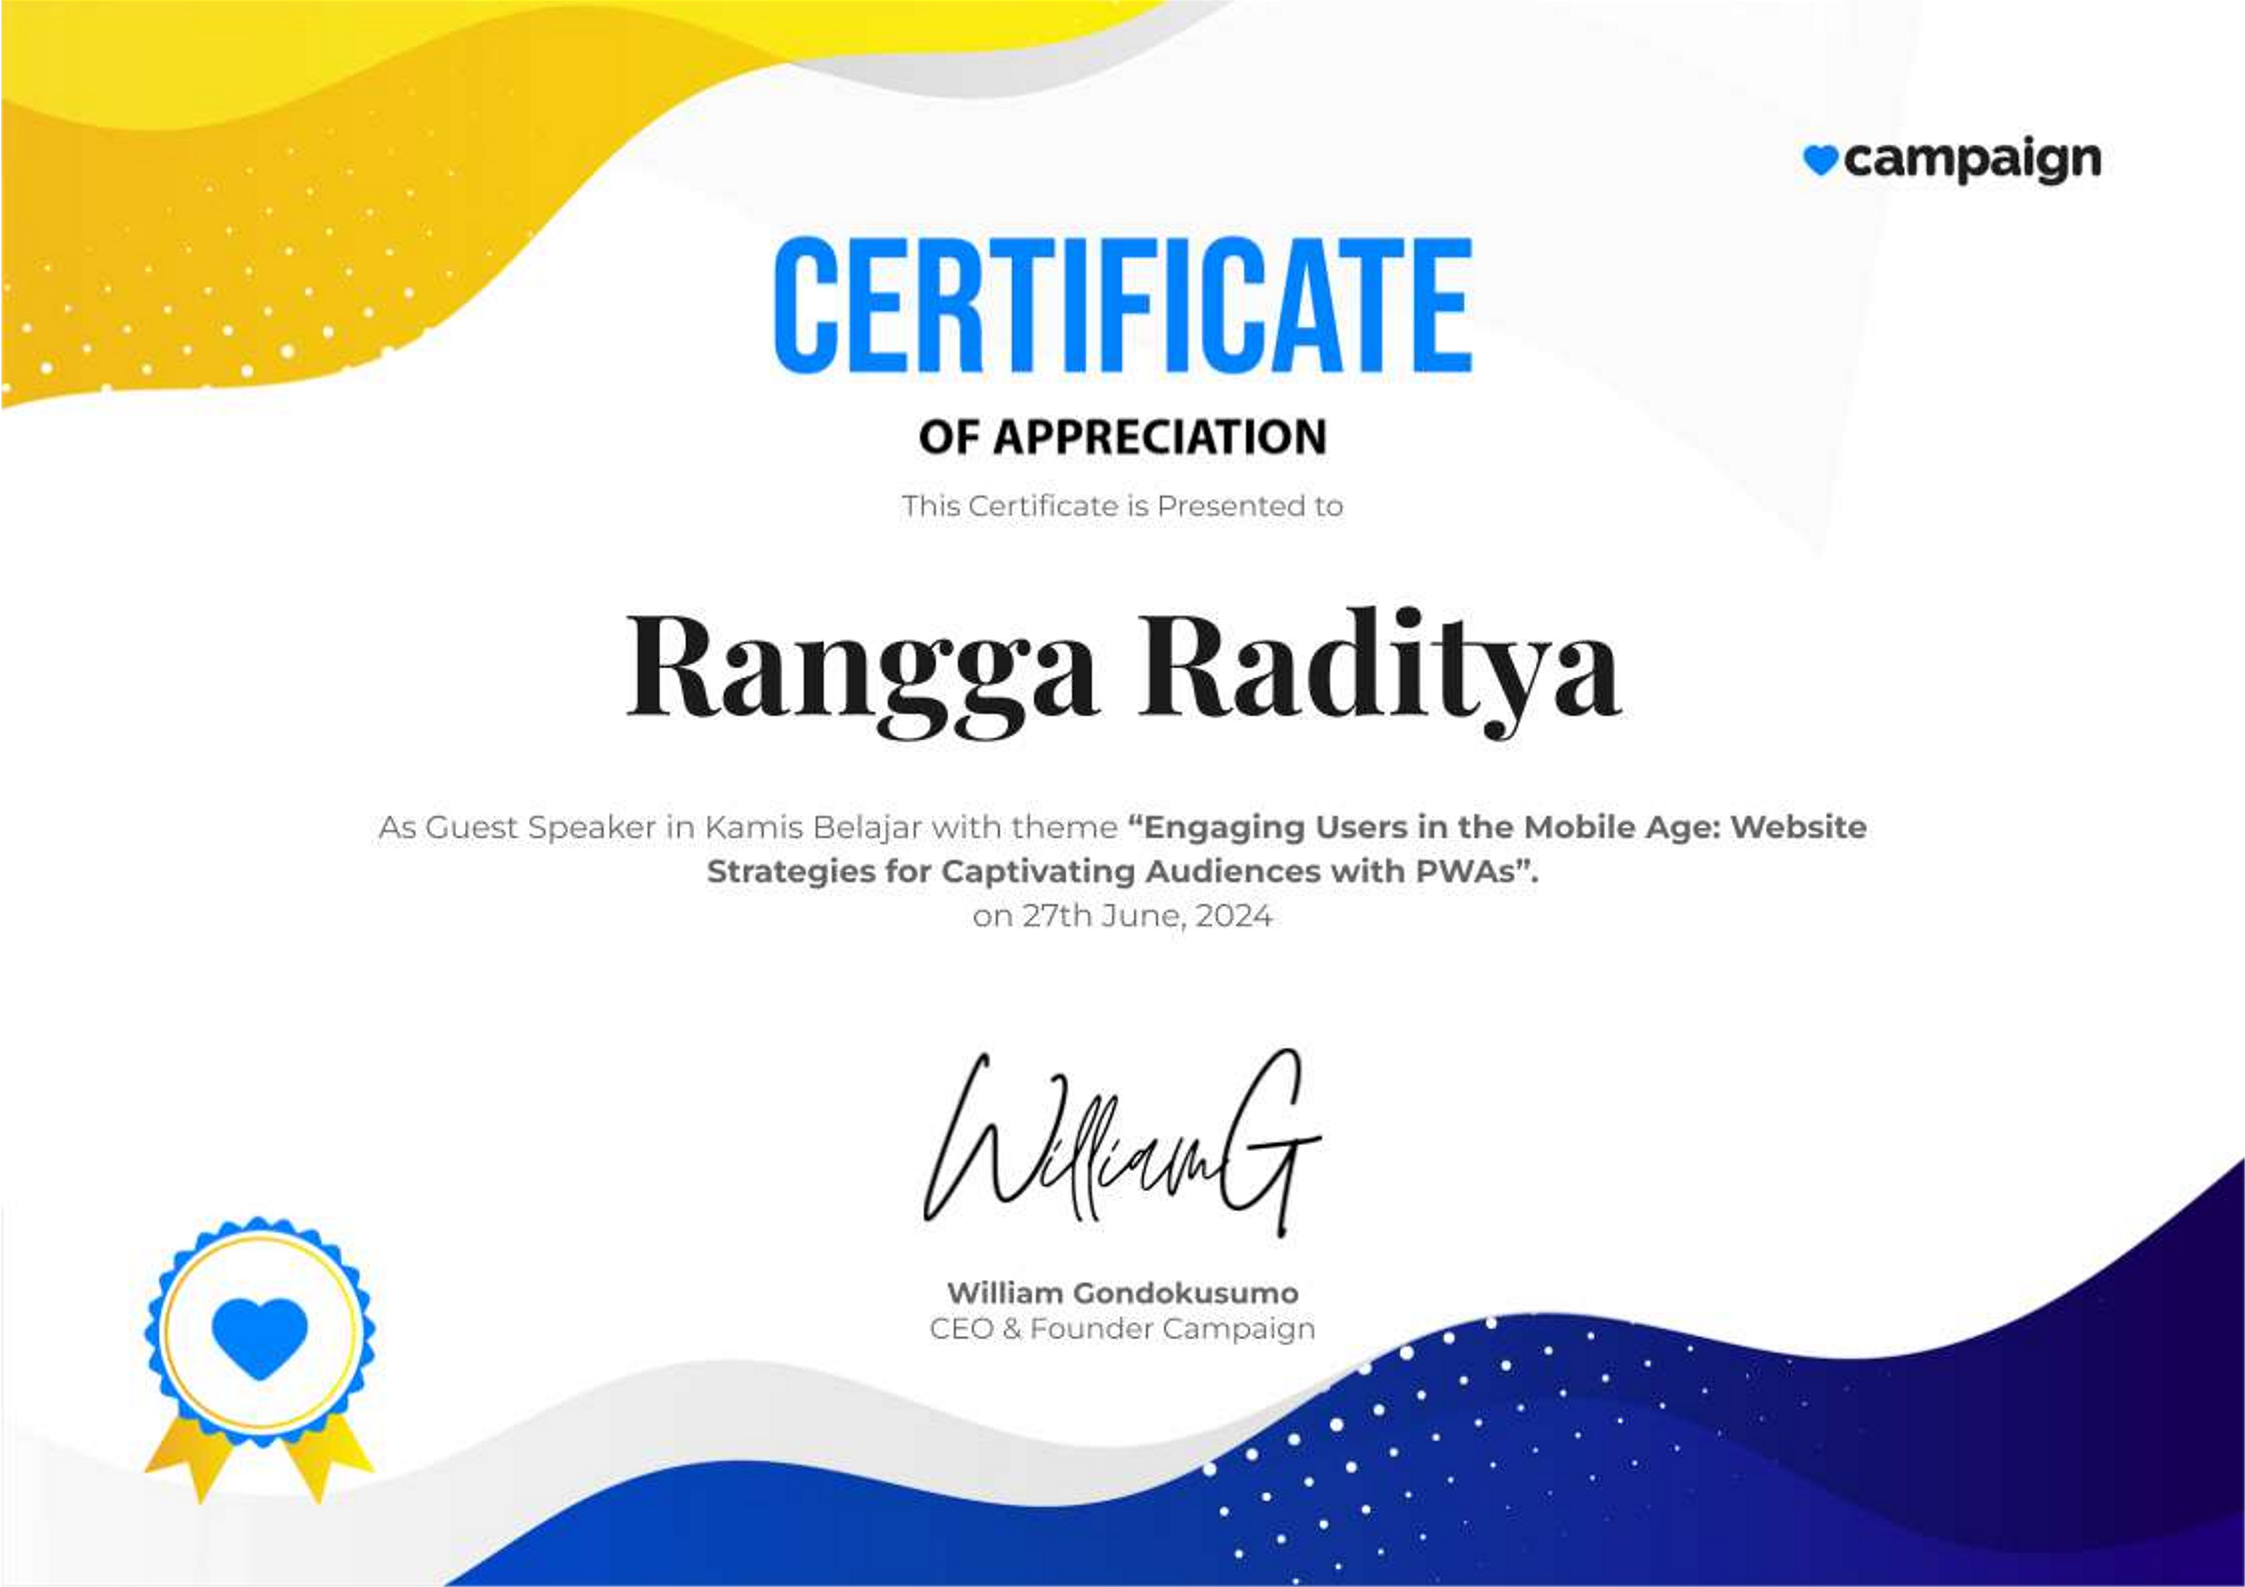 campaign
CERTIFICATE
OF APPRECIATION
This Certificate is Presented to
Rangga Raditya
As Guest Speaker in Kamis Belajar with theme “Engaging Users in the Mobile Age: Website
Strategies for Captivating Audiences with PWAs”.
on 27th June, 2024
WilliamG
William Gondokusumo
CEO & Founder Campaign